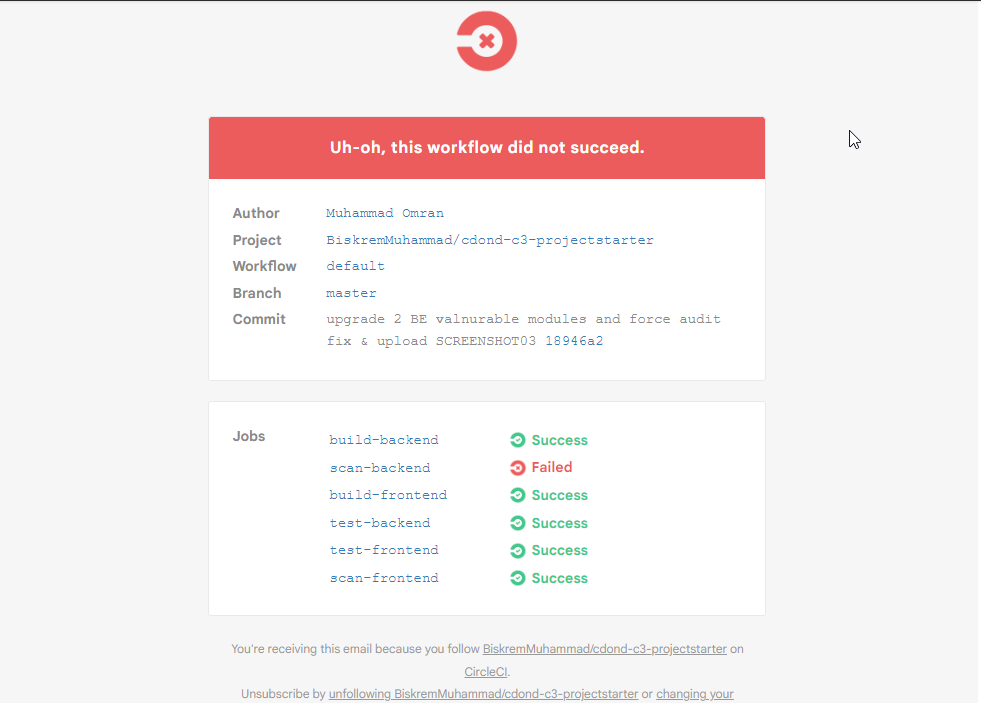 Uh-oh, this workflow did not succeed.
Author Muhammad Omran
Project BiskremMuhammad/cdond-c3-projectstarter
Workflow default
Branch master
Commit upgrade 2 BE valnurable modules and force audit
fix & upload SCREENSHOT03 18946a2
Jobs build-backend Success
scan-backend Failed
build-frontend Success
test-backend Success
test-frontend Success
scan-frontend Success
You're receiving this email because you follow BiskremMuhammad/cdond-c3-projectstarter on
CircleCI.
Unsubscribe by unfollowing BiskremMuhammad/cdond-c3-projectstarter or changing your